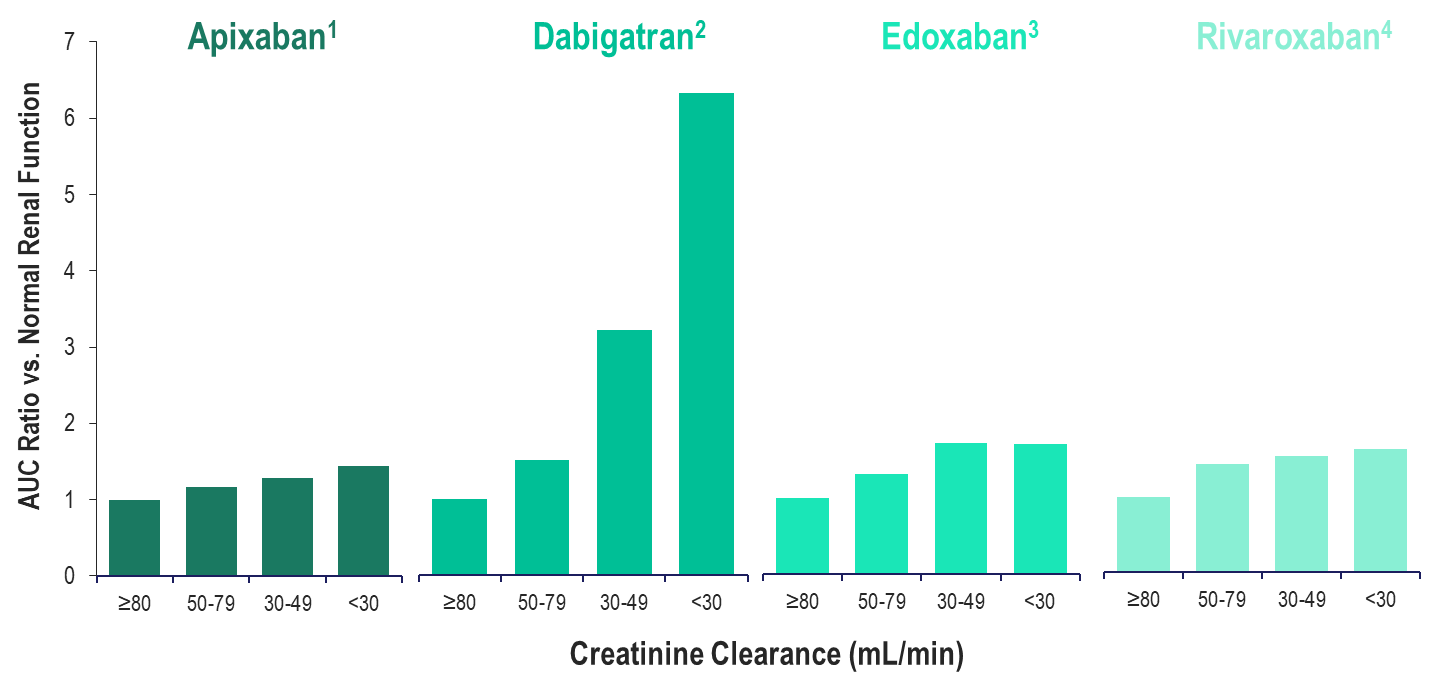 Apixaban¹ Dabigatran² Edoxaban³ Rivaroxaban⁴
AUC Ratio vs. Normal Renal Function
7
6
5
4
3
2
1
0
≥80 50-79 30-49 <30 ≥80 50-79 30-49 <30 ≥80 50-79 30-49 <30 ≥80 50-79 30-49 <30
Creatinine Clearance (mL/min)